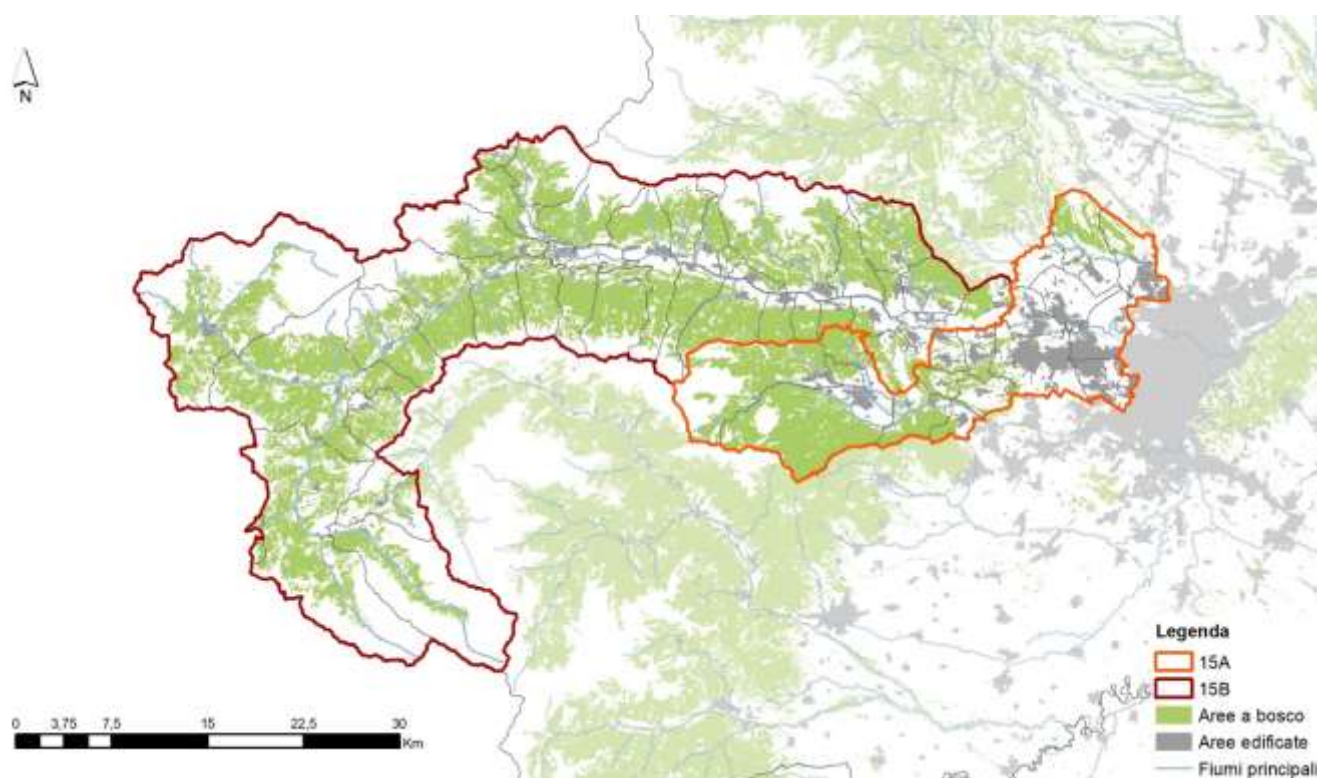 N
Legenda
15A
15B
Aree a bosco
Aree edificate
Fiumi principali
0 3,75 7,5 15 22,5 30
Km